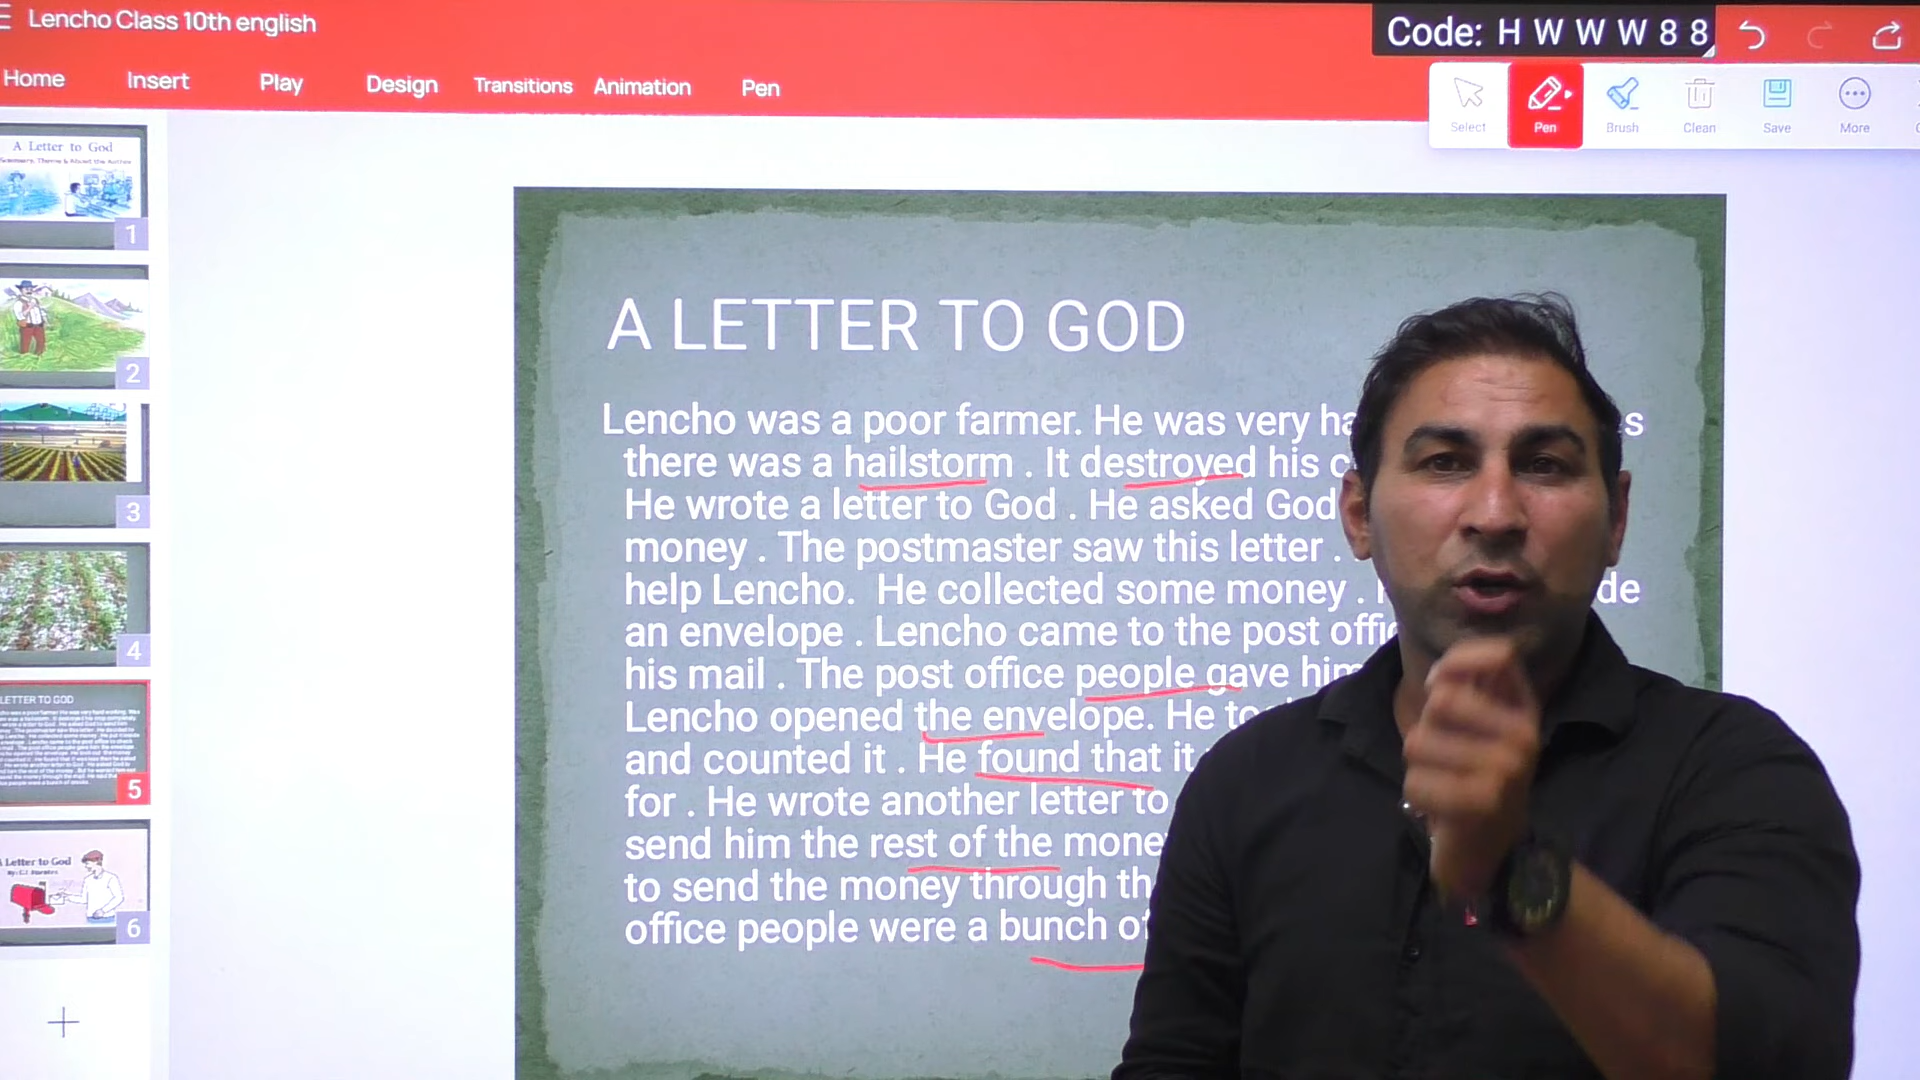 Lencho Class 10th english
Code: H W W W 8 8
Home Insert Play Design Transitions Animation Pen
Select Pen Brush Clean Save More
A Letter to God
1
2
3
4
LETTER TO GOD
5
A Letter to God
6
A LETTER TO GOD
Lencho was a poor farmer. He was very
there was a hailstorm . It destroyed his
He wrote a letter to God . He asked God
money . The postmaster saw this letter .
help Lencho. He collected some money .
an envelope . Lencho came to the post
his mail . The post office people gave him
Lencho opened the envelope. He
and counted it . He found that it
for . He wrote another letter to
send him the rest of the
to send the money through
office people were a bunch